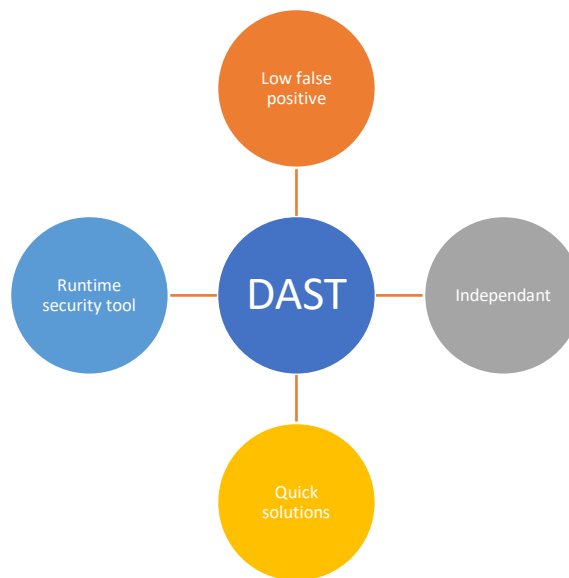 Low false
positive
Runtime
security tool
DAST
Independant
Quick
solutions